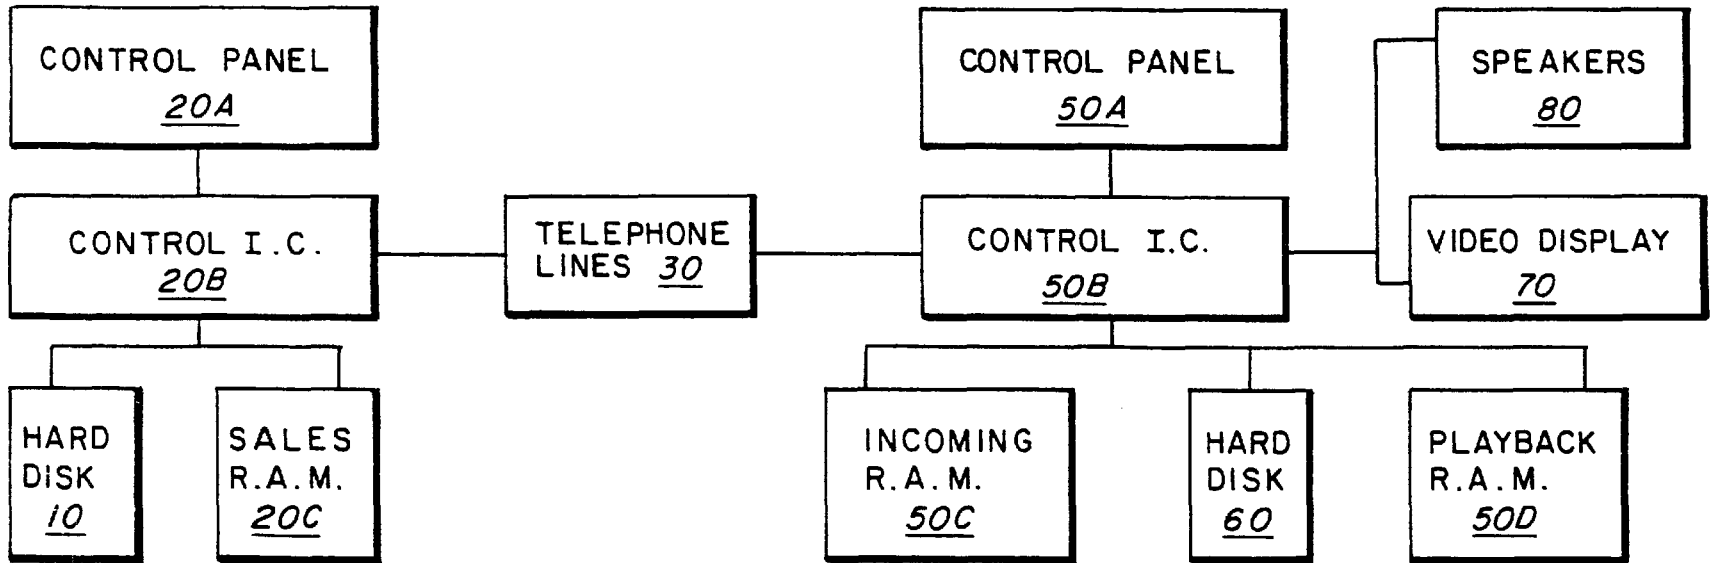 CONTROL PANEL
20A
CONTROL PANEL
50A
SPEAKERS
80
CONTROL I.C.
20B
TELEPHONE
LINES 30
CONTROL I.C.
50B
VIDEO DISPLAY
70
HARD
DISK
10
SALES
R.A.M.
20C
INCOMING
R.A.M.
50C
HARD
DISK
60
PLAYBACK
R.A.M.
50D